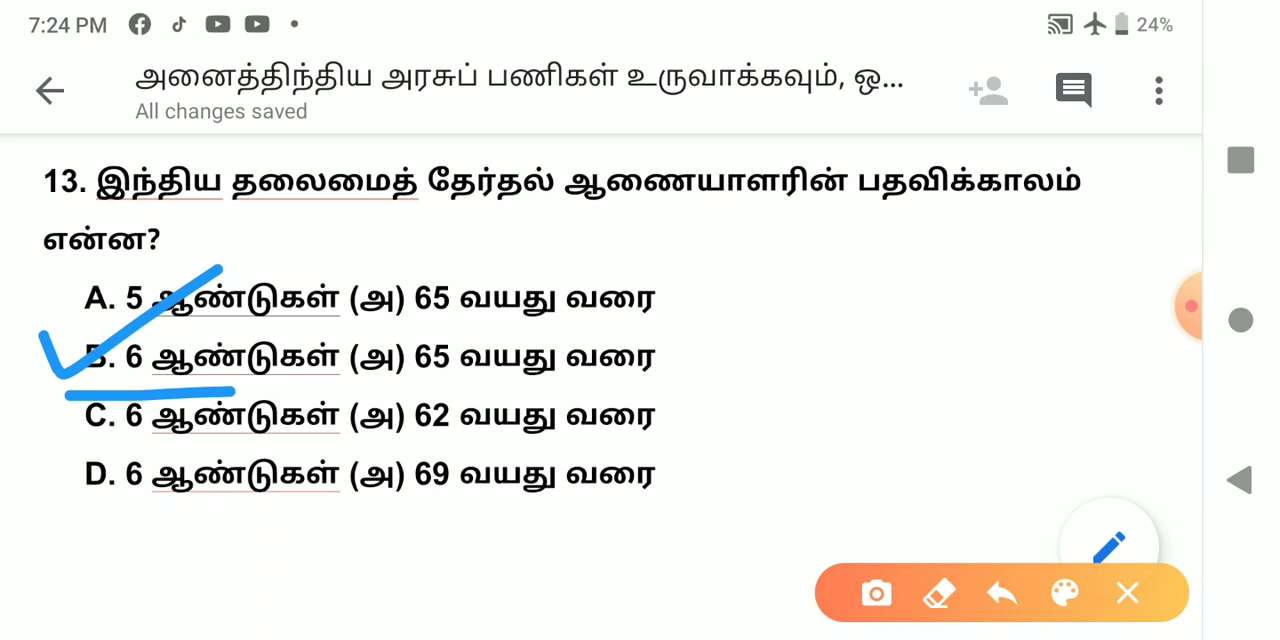 7:24 PM 24%
அனைத்திந்திய அரசுப் பணிகள் உருவாக்கவும், ஒ...
All changes saved
13. இந்திய தலைமைத் தேர்தல் ஆணையாளரின் பதவிக்காலம்
என்ன?
A. 5 ஆண்டுகள் (அ) 65 வயது வரை
B. 6 ஆண்டுகள் (அ) 65 வயது வரை
C. 6 ஆண்டுகள் (அ) 62 வயது வரை
D. 6 ஆண்டுகள் (அ) 69 வயது வரை